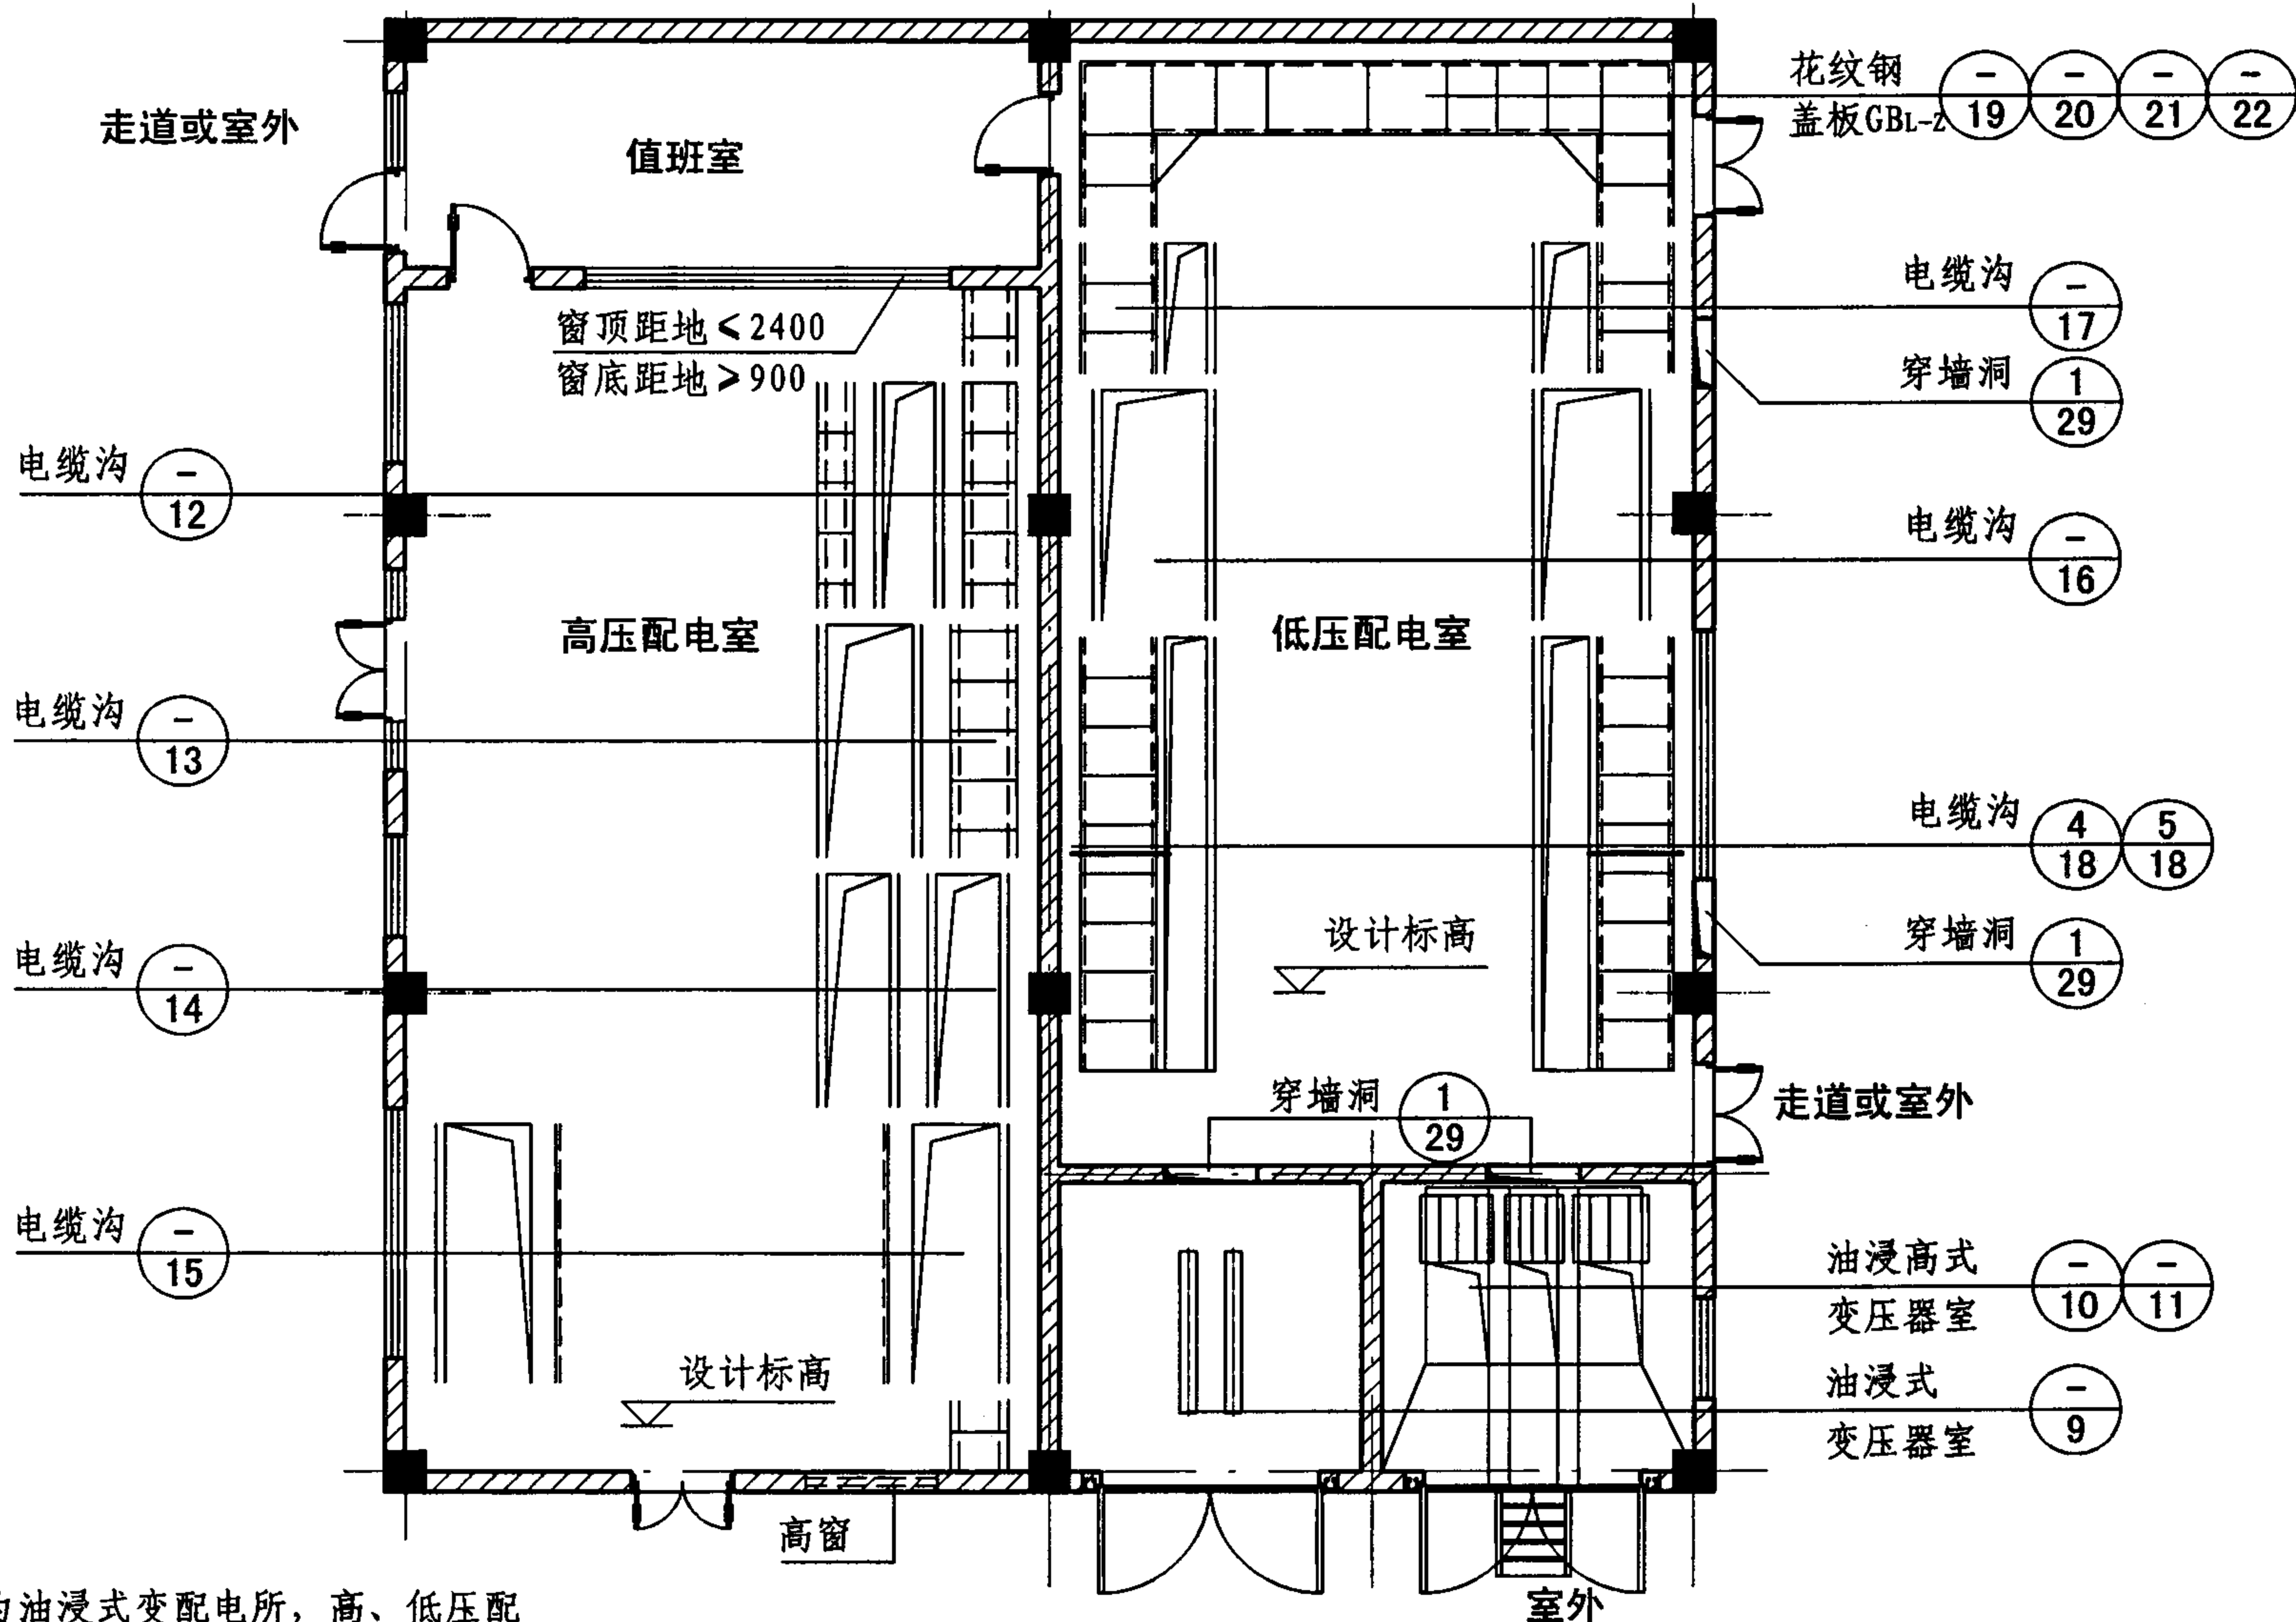 花纹钢
盖板GBL-Z
- - - -
19 20 21 22
走道或室外
值班室
电缆沟 -
17
窗顶距地≤2400
窗底距地≥900
穿墙洞 1
29
电缆沟 -
12
电缆沟 -
16
高压配电室
低压配电室
电缆沟 -
13
电缆沟 4 5
18 18
设计标高
穿墙洞 1
29
电缆沟 -
14
穿墙洞 1
29
走道或室外
电缆沟 -
15
油浸高式 - -
变压器室 10 11
设计标高
油浸式 -
变压器室 9
高窗
室外
油浸式变配电所，高、低压配